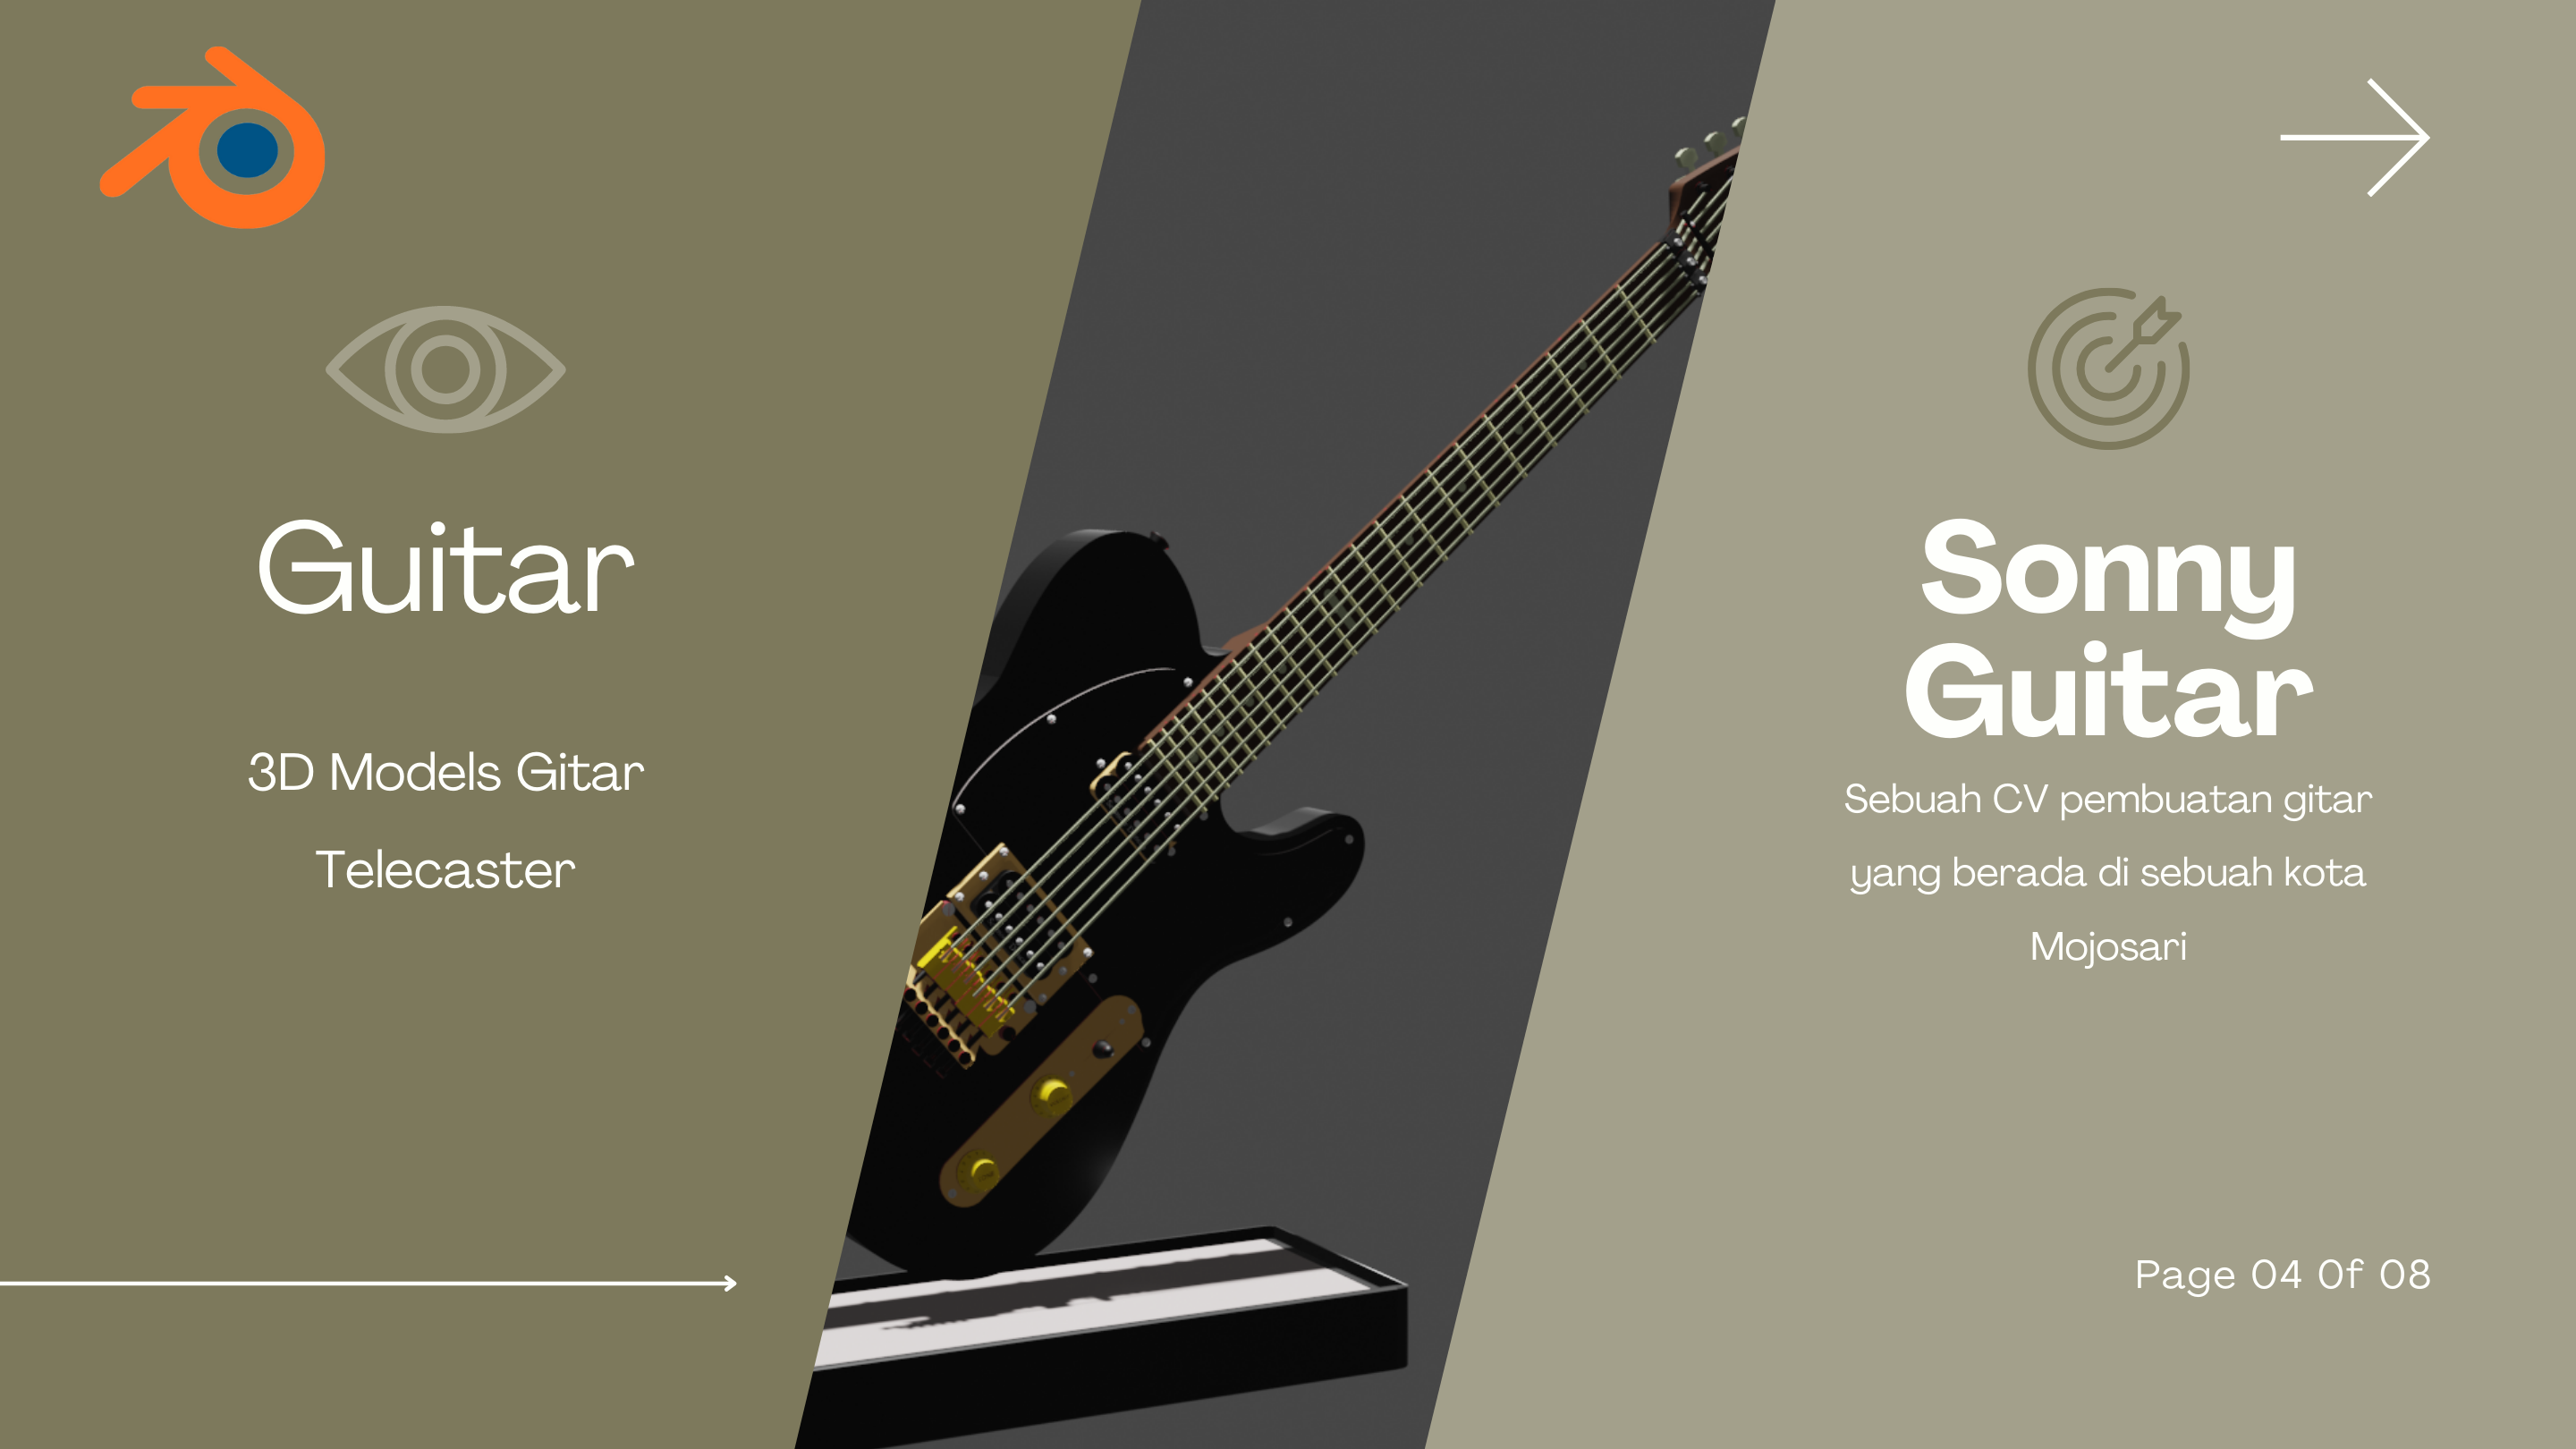 Guitar
3D Models Gitar
Telecaster
Sonny
Guitar
Sebuah CV pembuatan gitar
yang berada di sebuah kota
Mojosari
Page 04 Of 08